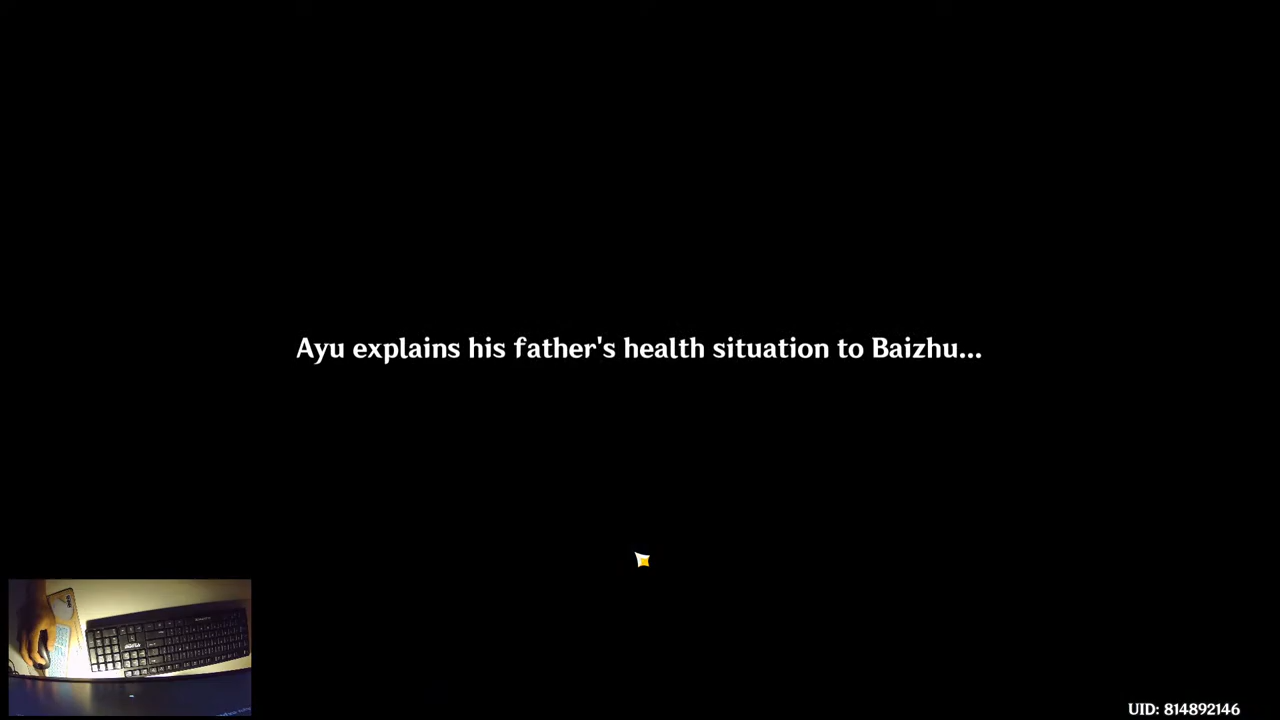 Ayu explains his father's health situation to Baizhu...
UID: 814892146